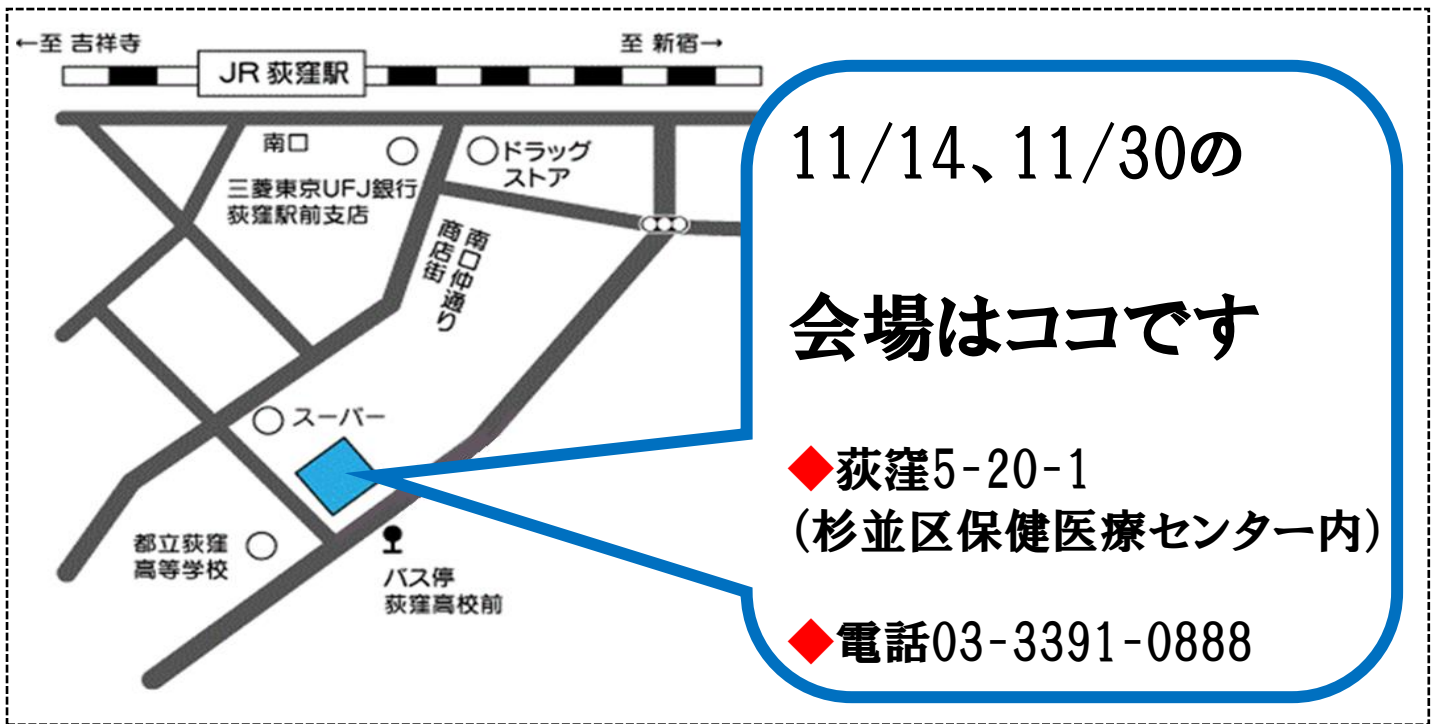 ←至 吉祥寺
至 新宿→
JR 荻窪駅
南口
三菱東京UFJ銀行
荻窪駅前支店
ドラッグ
ストア
南口仲通り
商店街
スーパー
都立荻窪
高等学校
バス停
荻窪高校前
11/14、11/30の
会場はココです
◆荻窪5-20-1
(杉並区保健医療センター内)
◆電話03-3391-0888